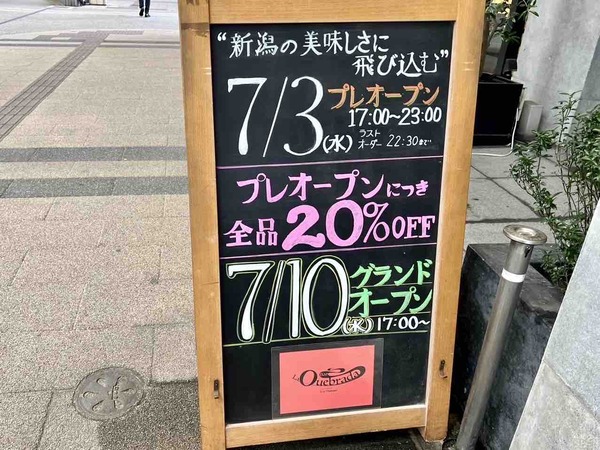 “新潟の美味しさに
飛び込む”
7/3(水)
プレオープン
17:00〜23:00
ラスト
オーダー 22:30まで
プレオープンにつき
全品20%OFF
7/10(水)
グランド
オープン
17:00〜
La Quebrada